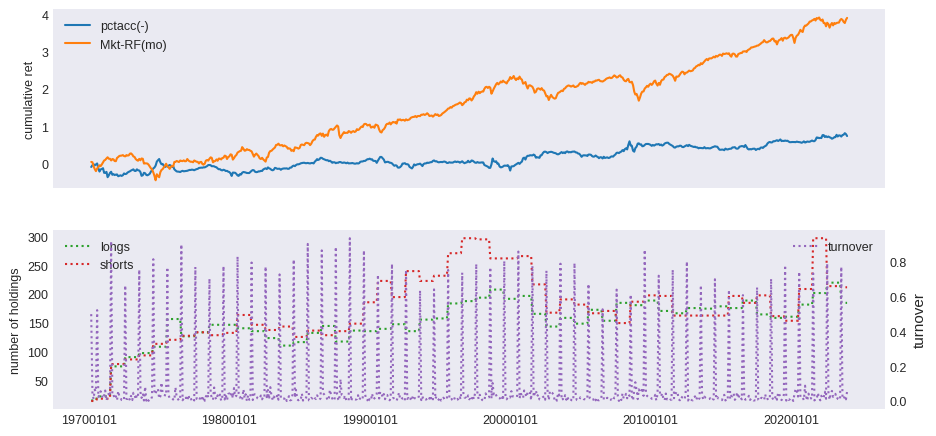 4
3
2
1
0
cumulative ret
pctacc(-)
Mkt-RF(mo)
300
250
200
150
100
50
number of holdings
longs
shorts
turnover
0.8
0.6
0.4
0.2
0.0
turnover
19700101
19800101
19900101
20000101
20100101
20200101